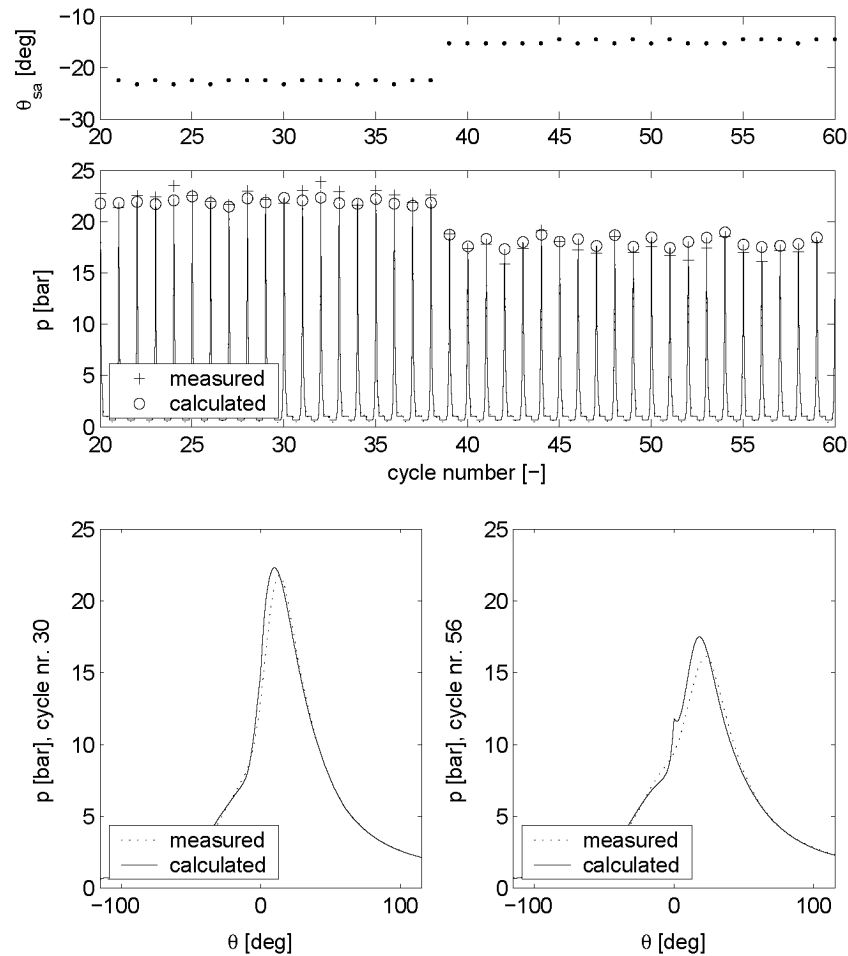 θsa [deg]
−10
−20
−30
20 25 30 35 40 45 50 55 60
p [bar]
25
20
15
10
5
0
measured
calculated
20 25 30 35 40 45 50 55 60
cycle number [−]
p [bar], cycle nr. 30
25
20
15
10
5
0
measured
calculated
−100 0 100
θ [deg]
p [bar], cycle nr. 56
25
20
15
10
5
0
measured
calculated
−100 0 100
θ [deg]